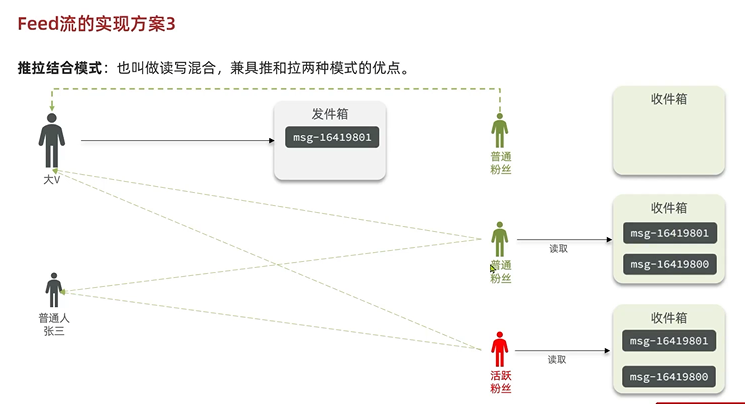 Feed流的实现方案3
推拉结合模式：也叫做读写混合，兼具推和拉两种模式的优点。
发件箱
msg-16419801
收件箱
大V
普通
粉丝
收件箱
msg-16419801
msg-16419800
读取
普通
粉丝
普通人
张三
收件箱
msg-16419801
msg-16419800
读取
活跃
粉丝